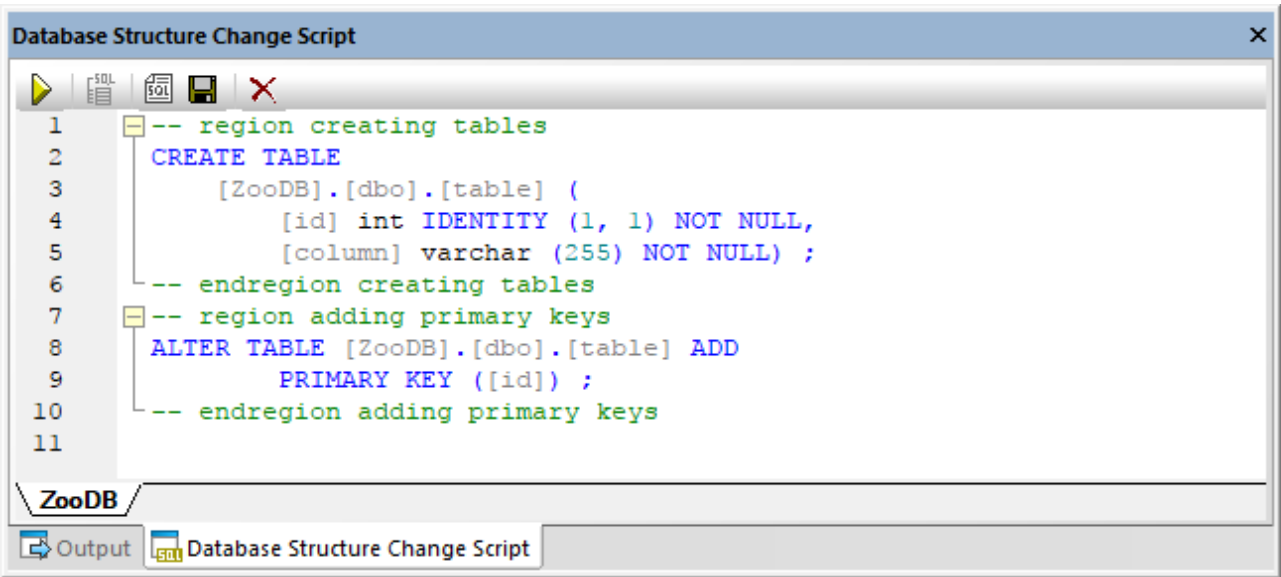 Database Structure Change Script
SQL SQL
1 -- region creating tables
2 CREATE TABLE
3 [ZooDB].[dbo].[table] (
4 [id] int IDENTITY (1, 1) NOT NULL,
5 [column] varchar (255) NOT NULL) ;
6 -- endregion creating tables
7 -- region adding primary keys
8 ALTER TABLE [ZooDB].[dbo].[table] ADD
9 PRIMARY KEY ([id]) ;
10 -- endregion adding primary keys
11
ZooDB
Output SQL Database Structure Change Script